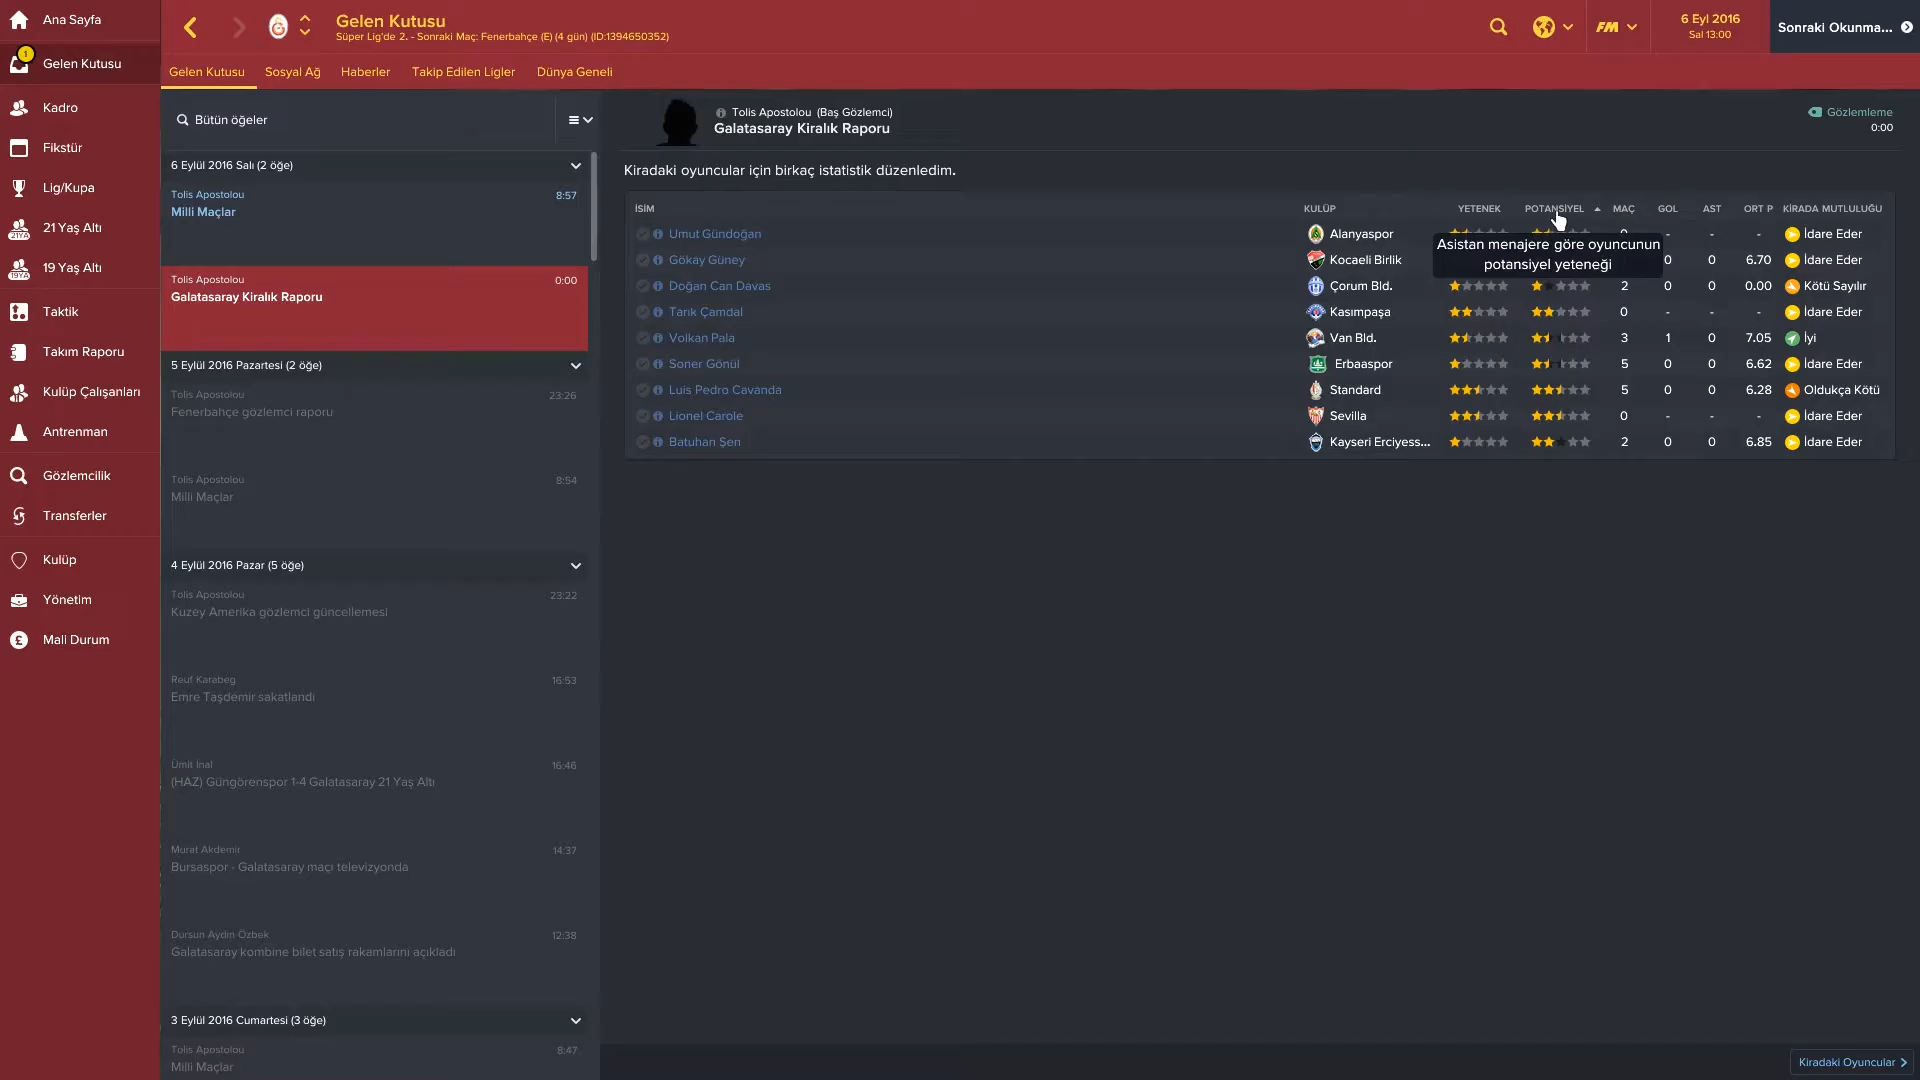 Ana Sayfa
1
Gelen Kutusu
Kadro
Fikstür
Lig/Kupa
21YA
21 Yaş Altı
19YA
19 Yaş Altı
Taktik
Takım Raporu
Kulüp Çalışanları
Antrenman
Gözlemcilik
Transferler
Kulüp
Yönetim
Mali Durum
Gelen Kutusu
Süper Lig'de 2. - Sonraki Maç: Fenerbahçe (E) (4 gün) (ID:1394650352)
FM
6 Eyl 2016
Sal 13:00
Sonraki Okunma...
Gelen Kutusu Sosyal Ağ Haberler Takip Edilen Ligler Dünya Geneli
Bütün öğeler
6 Eylül 2016 Salı (2 öğe)
Tolis Apostolou 8:57
Milli Maçlar
Tolis Apostolou 0:00
Galatasaray Kiralık Raporu
5 Eylül 2016 Pazartesi (2 öğe)
Tolis Apostolou 23:26
Fenerbahçe gözlemci raporu
Tolis Apostolou 8:54
Milli Maçlar
4 Eylül 2016 Pazar (5 öğe)
Tolis Apostolou 23:22
Kuzey Amerika gözlemci güncellemesi
Reuf Karabeg 16:53
Emre Taşdemir sakatlandı
Ümit İnal 16:46
(HAZ) Güngörenspor 1-4 Galatasaray 21 Yaş Altı
Murat Akdemir 14:37
Bursaspor - Galatasaray maçı televizyonda
Dursun Aydın Özbek 12:38
Galatasaray kombine bilet satış rakamlarını açıkladı
3 Eylül 2016 Cumartesi (3 öğe)
Tolis Apostolou 8:47
Milli Maçlar
Tolis Apostolou (Baş Gözlemci)
Galatasaray Kiralık Raporu
Gözlemleme
0:00
Kiradaki oyuncular için birkaç istatistik düzenledim.
İSİM KULÜP YETENEK POTANSİYEL MAÇ GOL AST ORT P KİRADA MUTLULUĞU
Umut Gündoğan Alanyaspor - - - İdare Eder
Asistan menajere göre oyuncunun
potansiyel yeteneği
Gökay Güney Kocaeli Birlik 0 0 6.70 İdare Eder
Doğan Can Davas Çorum Bld. 2 0 0 0.00 Kötü Sayılır
Tarık Çamdal Kasımpaşa 0 - - - İdare Eder
Volkan Pala Van Bld. 3 1 0 7.05 İyi
Soner Gönül Erbaaspor 5 0 0 6.62 İdare Eder
Luis Pedro Cavanda Standard 5 0 0 6.28 Oldukça Kötü
Lionel Carole Sevilla 0 - - - İdare Eder
Batuhan Şen Kayseri Erciyess... 2 0 0 6.85 İdare Eder
Kiradaki Oyuncular